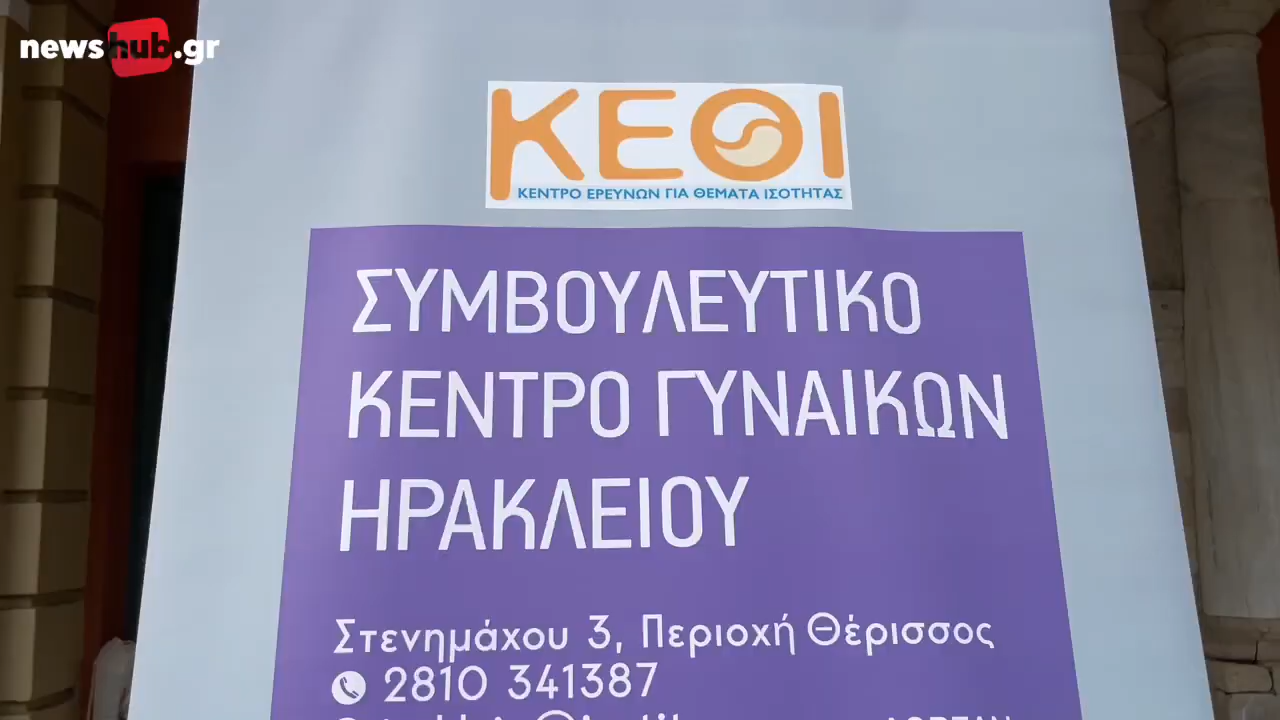 newshub.gr
ΚΕΘΙ
ΚΕΝΤΡΟ ΕΡΕΥΝΩΝ ΓΙΑ ΘΕΜΑΤΑ ΙΣΟΤΗΤΑΣ
ΣΥΜΒΟΥΛΕΥΤΙΚΟ
ΚΕΝΤΡΟ ΓΥΝΑΙΚΩΝ
ΗΡΑΚΛΕΙΟΥ
Στενημάχου 3, Περιοχή Θέρισσος
2810 341387